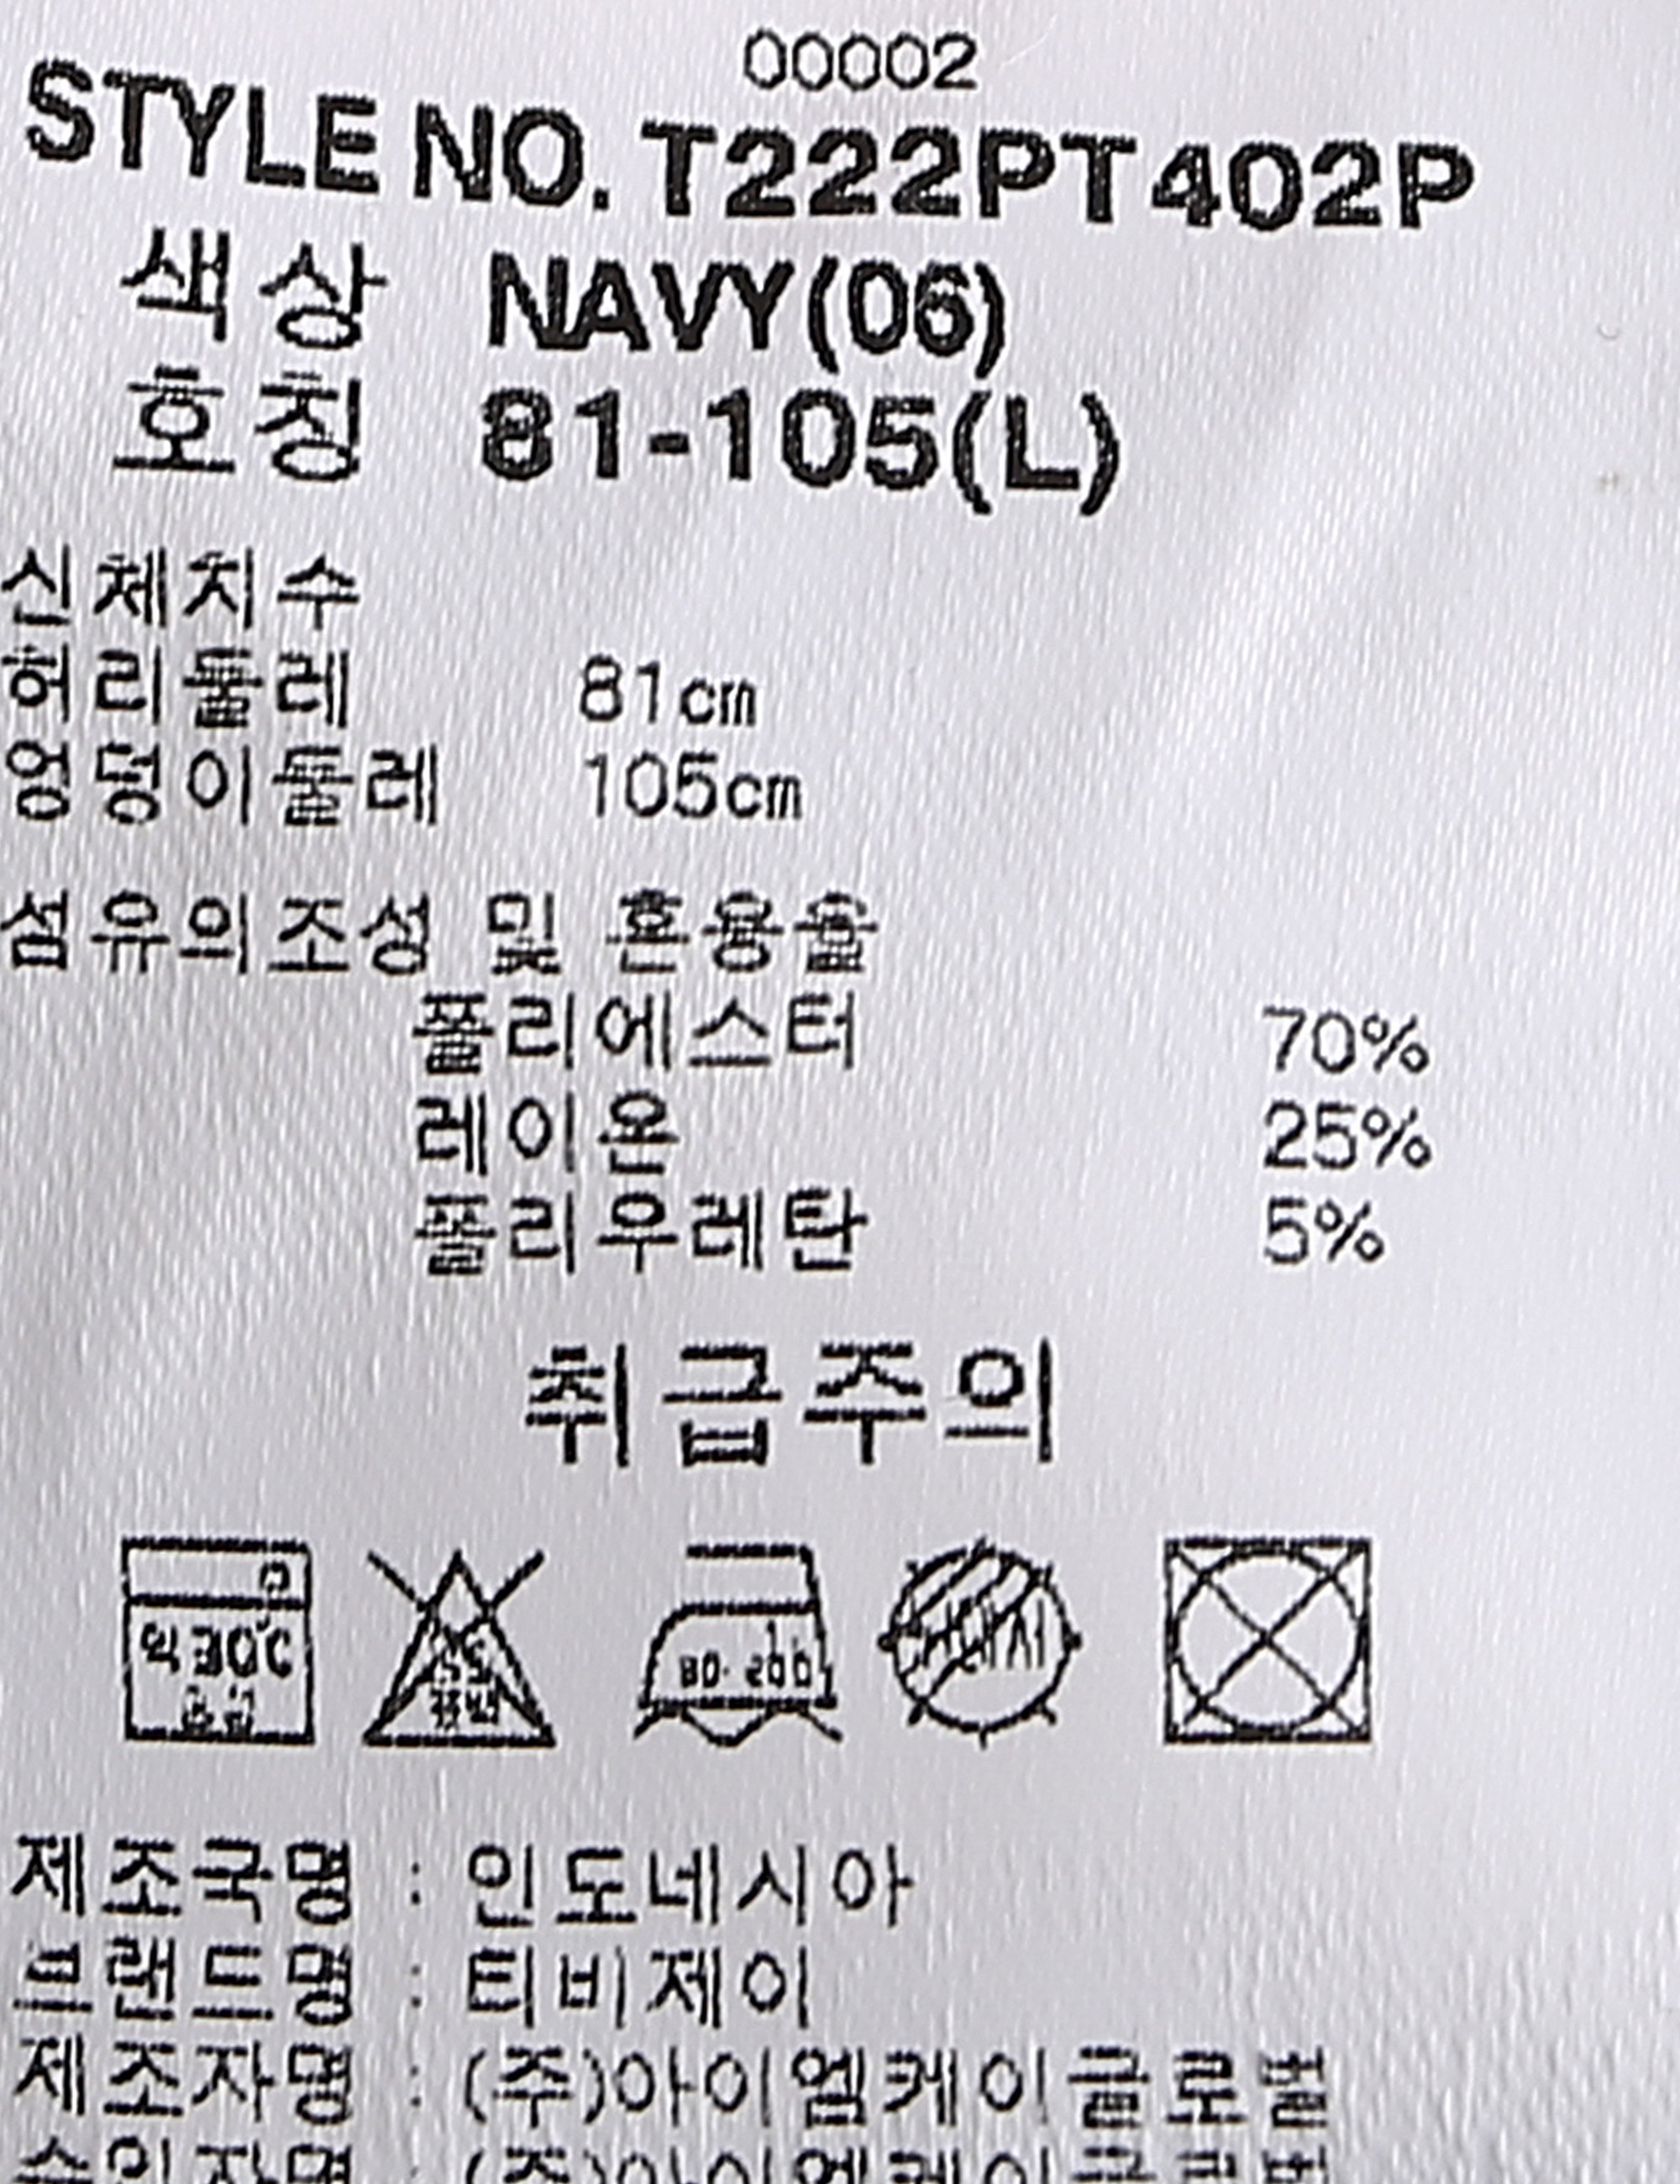 00002
STYLE NO. T222PT402P
색상 NAVY(06)
호칭 81-105(L)
신체치수
허리둘레 81cm
엉덩이둘레 105cm
섬유의조성 및 혼용율
폴리에스터 70%
레이온 25%
폴리우레탄 5%
취급주의
약 30℃
80-200
제조국명 : 인도네시아
브랜드명 : 티비제이
제조자명 : (주)아이엠케이글로벌